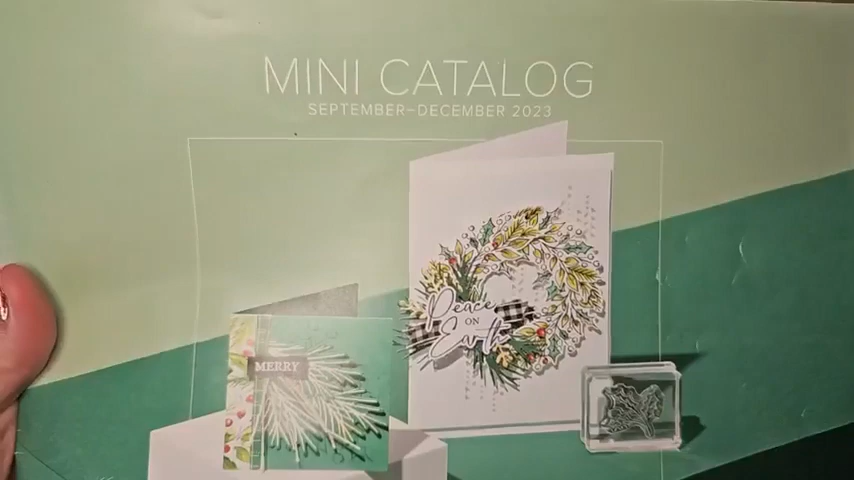 MINI CATALOG
SEPTEMBER–DECEMBER 2023
Peace
ON
Earth
MERRY